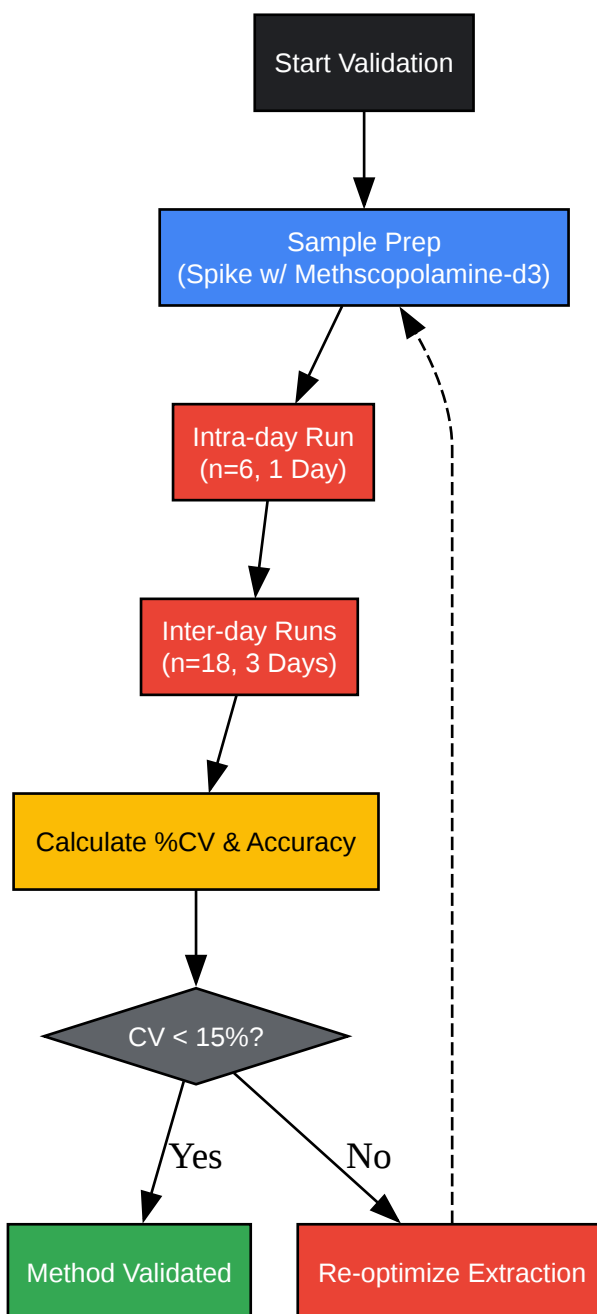 Start Validation
Sample Prep
(Spike w/ Methscopolamine-d3)
Intra-day Run
(n=6, 1 Day)
Inter-day Runs
(n=18, 3 Days)
Calculate %CV & Accuracy
CV < 15%?
Yes
No
Method Validated
Re-optimize Extraction